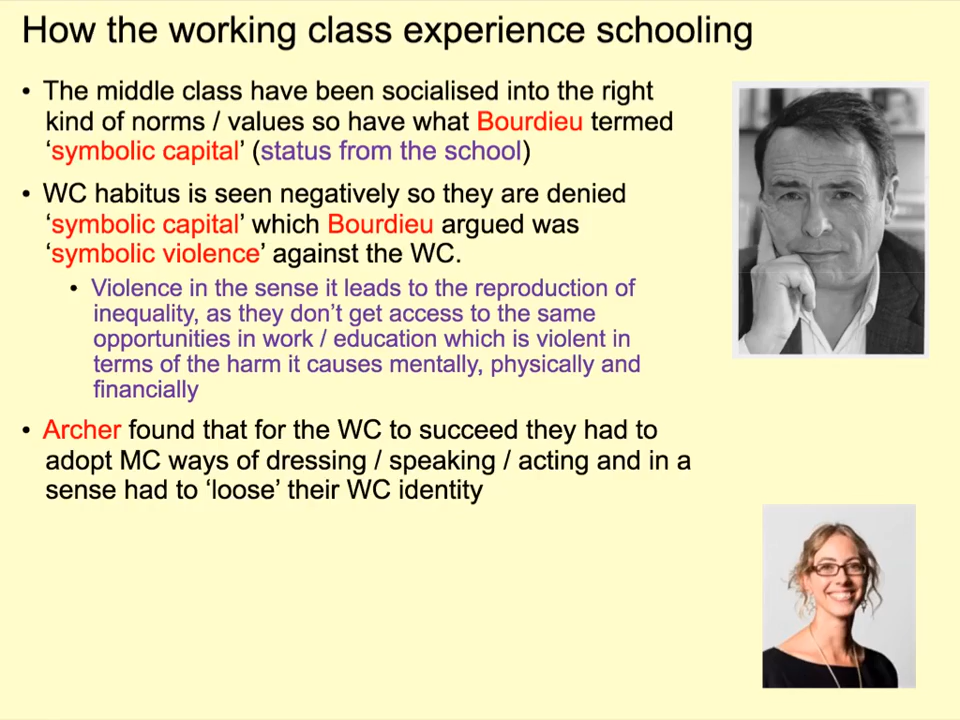 How the working class experience schooling
• The middle class have been socialised into the right
kind of norms / values so have what Bourdieu termed
‘symbolic capital’ (status from the school)
• WC habitus is seen negatively so they are denied
‘symbolic capital’ which Bourdieu argued was
‘symbolic violence’ against the WC.
• Violence in the sense it leads to the reproduction of
inequality, as they don’t get access to the same
opportunities in work / education which is violent in
terms of the harm it causes mentally, physically and
financially
• Archer found that for the WC to succeed they had to
adopt MC ways of dressing / speaking / acting and in a
sense had to ‘loose’ their WC identity